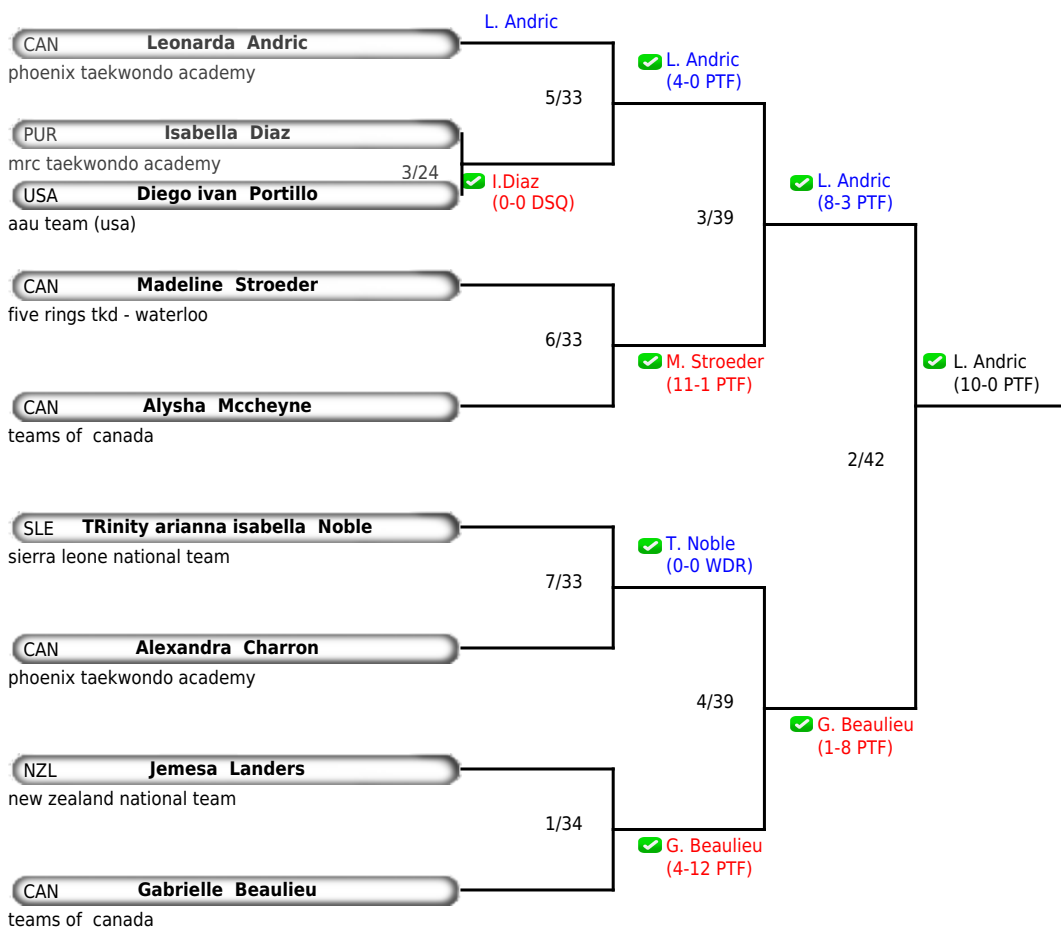 L. Andric
CAN Leonarda Andric
phoenix taekwondo academy
L. Andric
(4-0 PTF)
5/33
PUR Isabella Diaz
mrc taekwondo academy
3/24
I.Diaz
(0-0 DSQ)
USA Diego ivan Portillo
aau team (usa)
L. Andric
(8-3 PTF)
3/39
CAN Madeline Stroeder
five rings tkd - waterloo
6/33
M. Stroeder
(11-1 PTF)
L. Andric
(10-0 PTF)
CAN Alysha Mccheyne
teams of canada
2/42
SLE TRinity arianna isabella Noble
sierra leone national team
T. Noble
(0-0 WDR)
7/33
CAN Alexandra Charron
phoenix taekwondo academy
4/39
G. Beaulieu
(1-8 PTF)
NZL Jemesa Landers
new zealand national team
1/34
G. Beaulieu
(4-12 PTF)
CAN Gabrielle Beaulieu
teams of canada